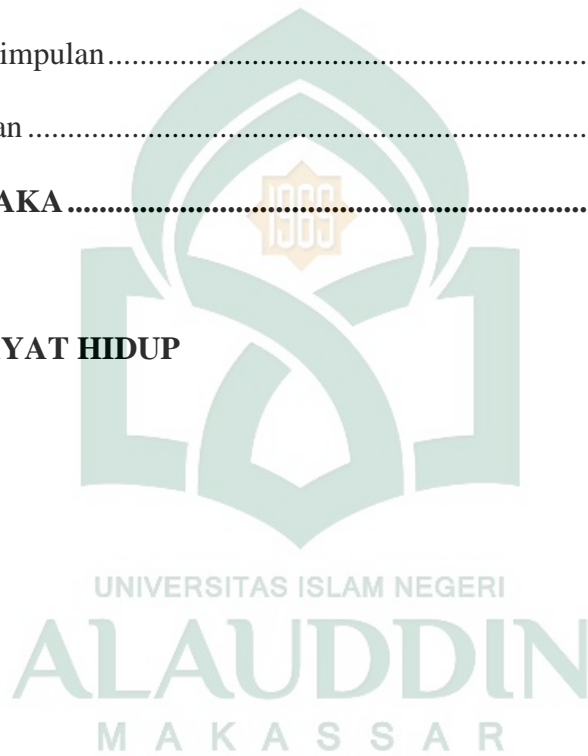 impulan.......................................................
an.......................................................
AKA.......................................................
1965
YAT HIDUP
UNIVERSITAS ISLAM NEGERI
ALAUDDIN
MAKASSAR